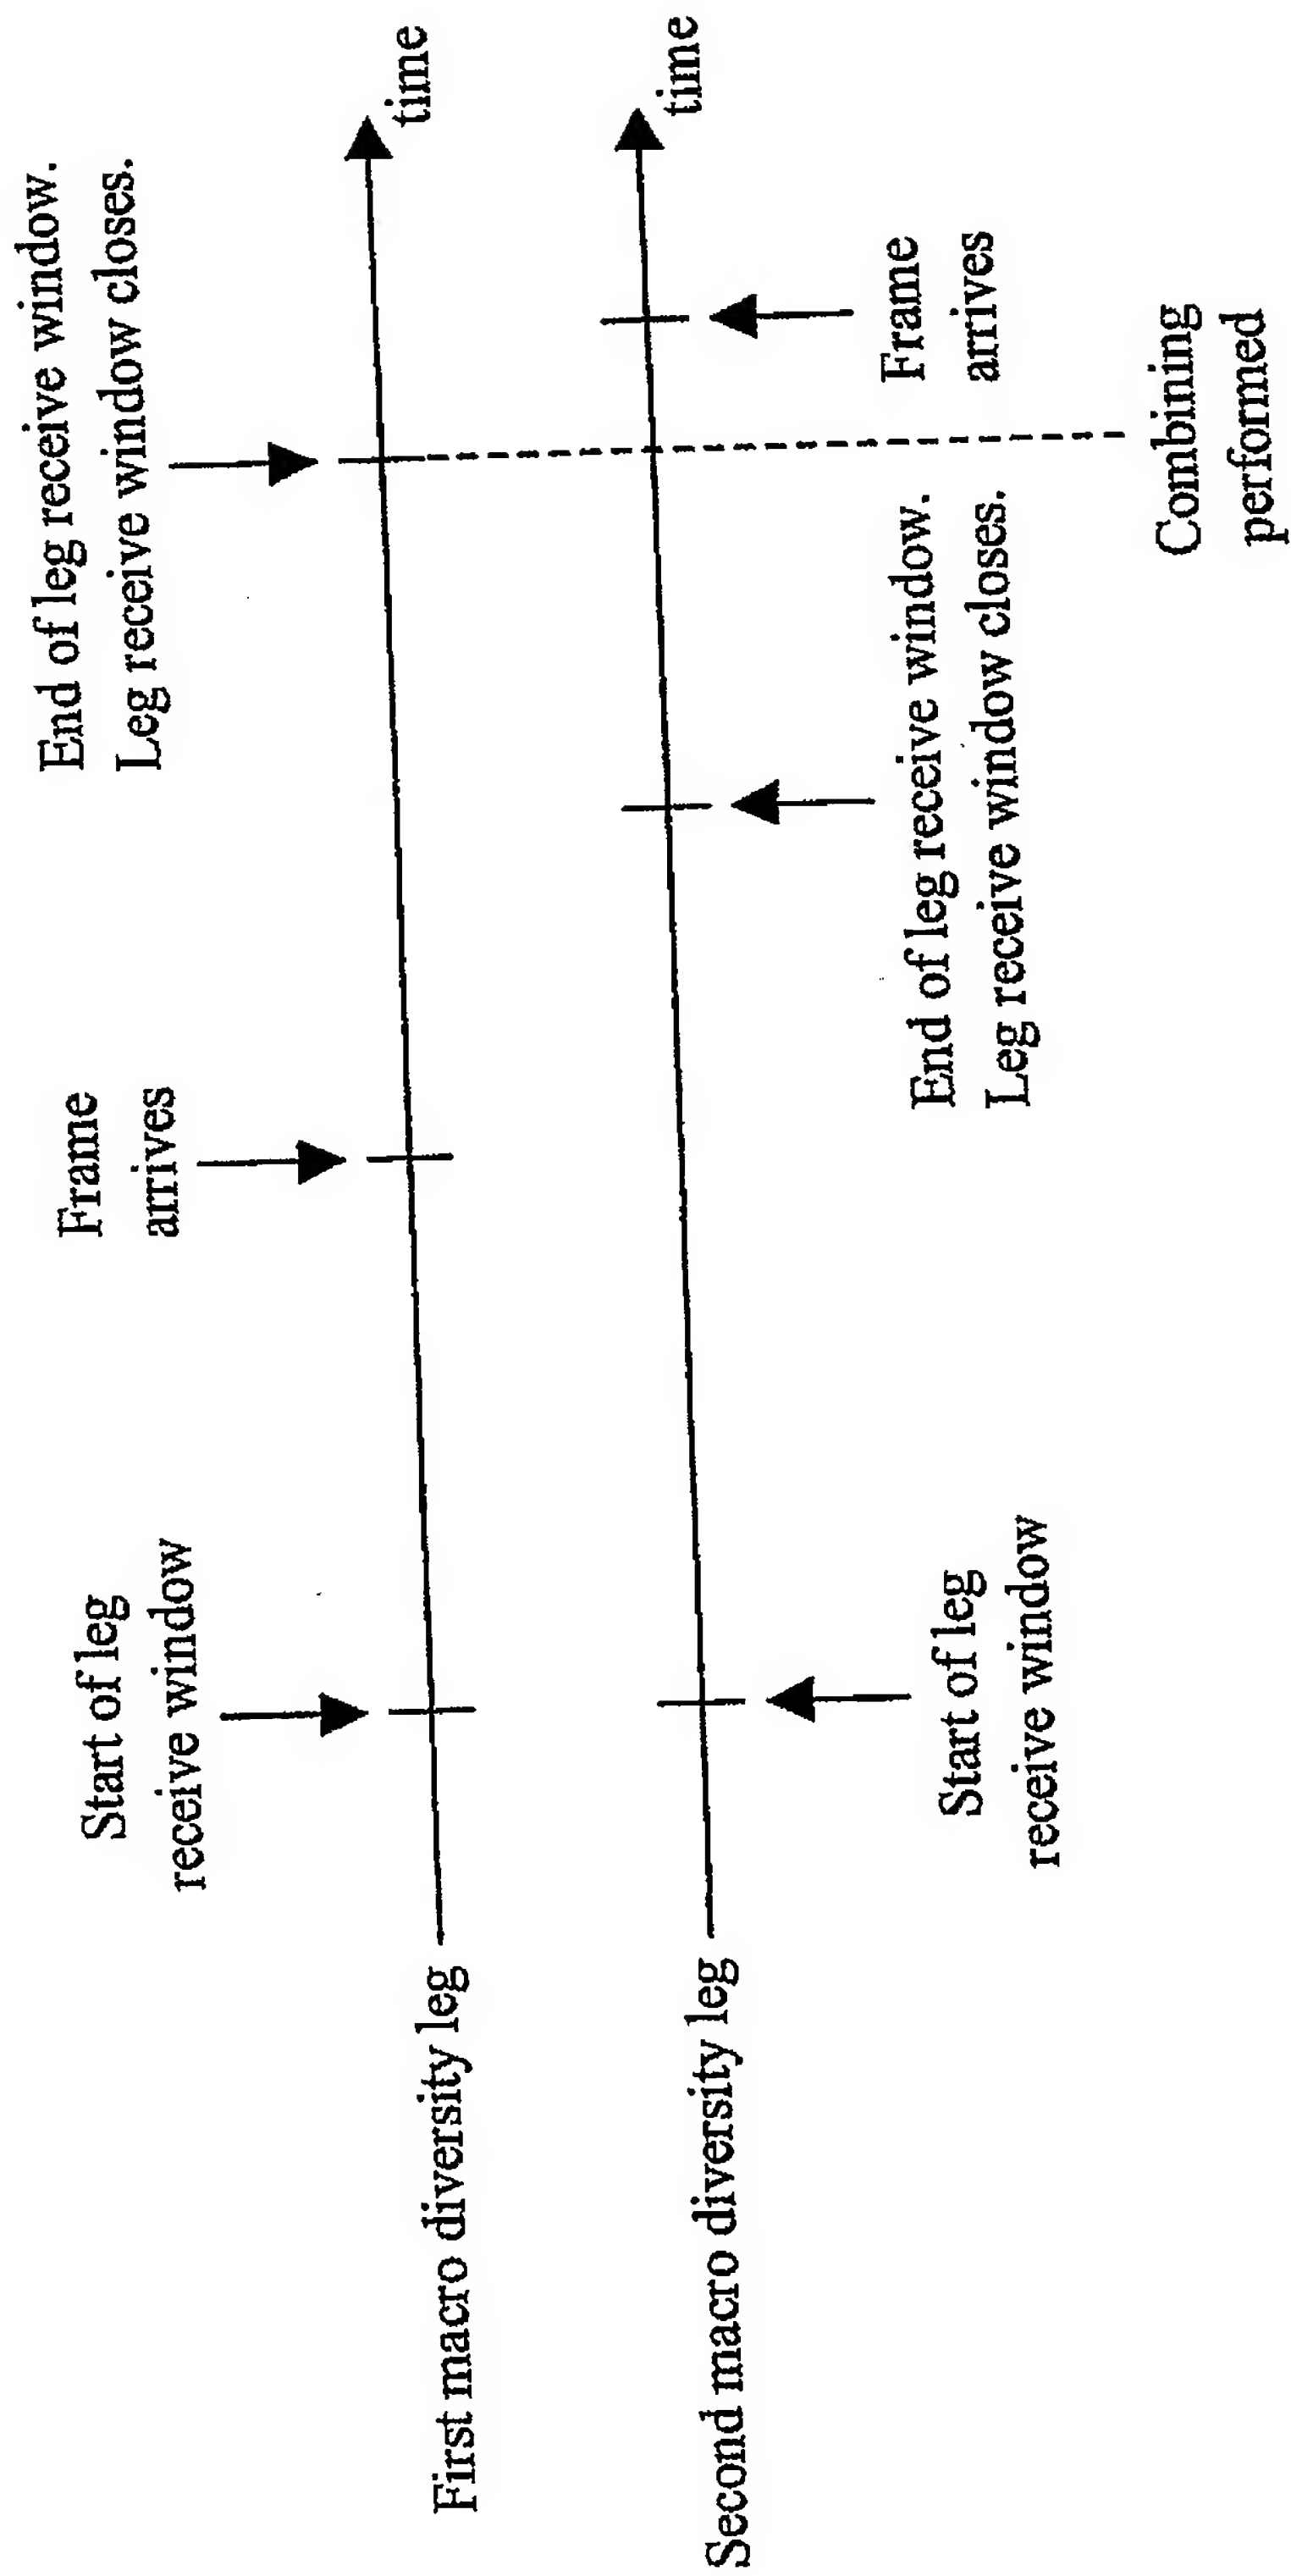 Start of leg
receive window
Frame
arrives
End of leg receive window.
Leg receive window closes.
First macro diversity leg
time
Second macro diversity leg
time
Start of leg
receive window
End of leg receive window.
Leg receive window closes.
Frame
arrives
Combining
performed